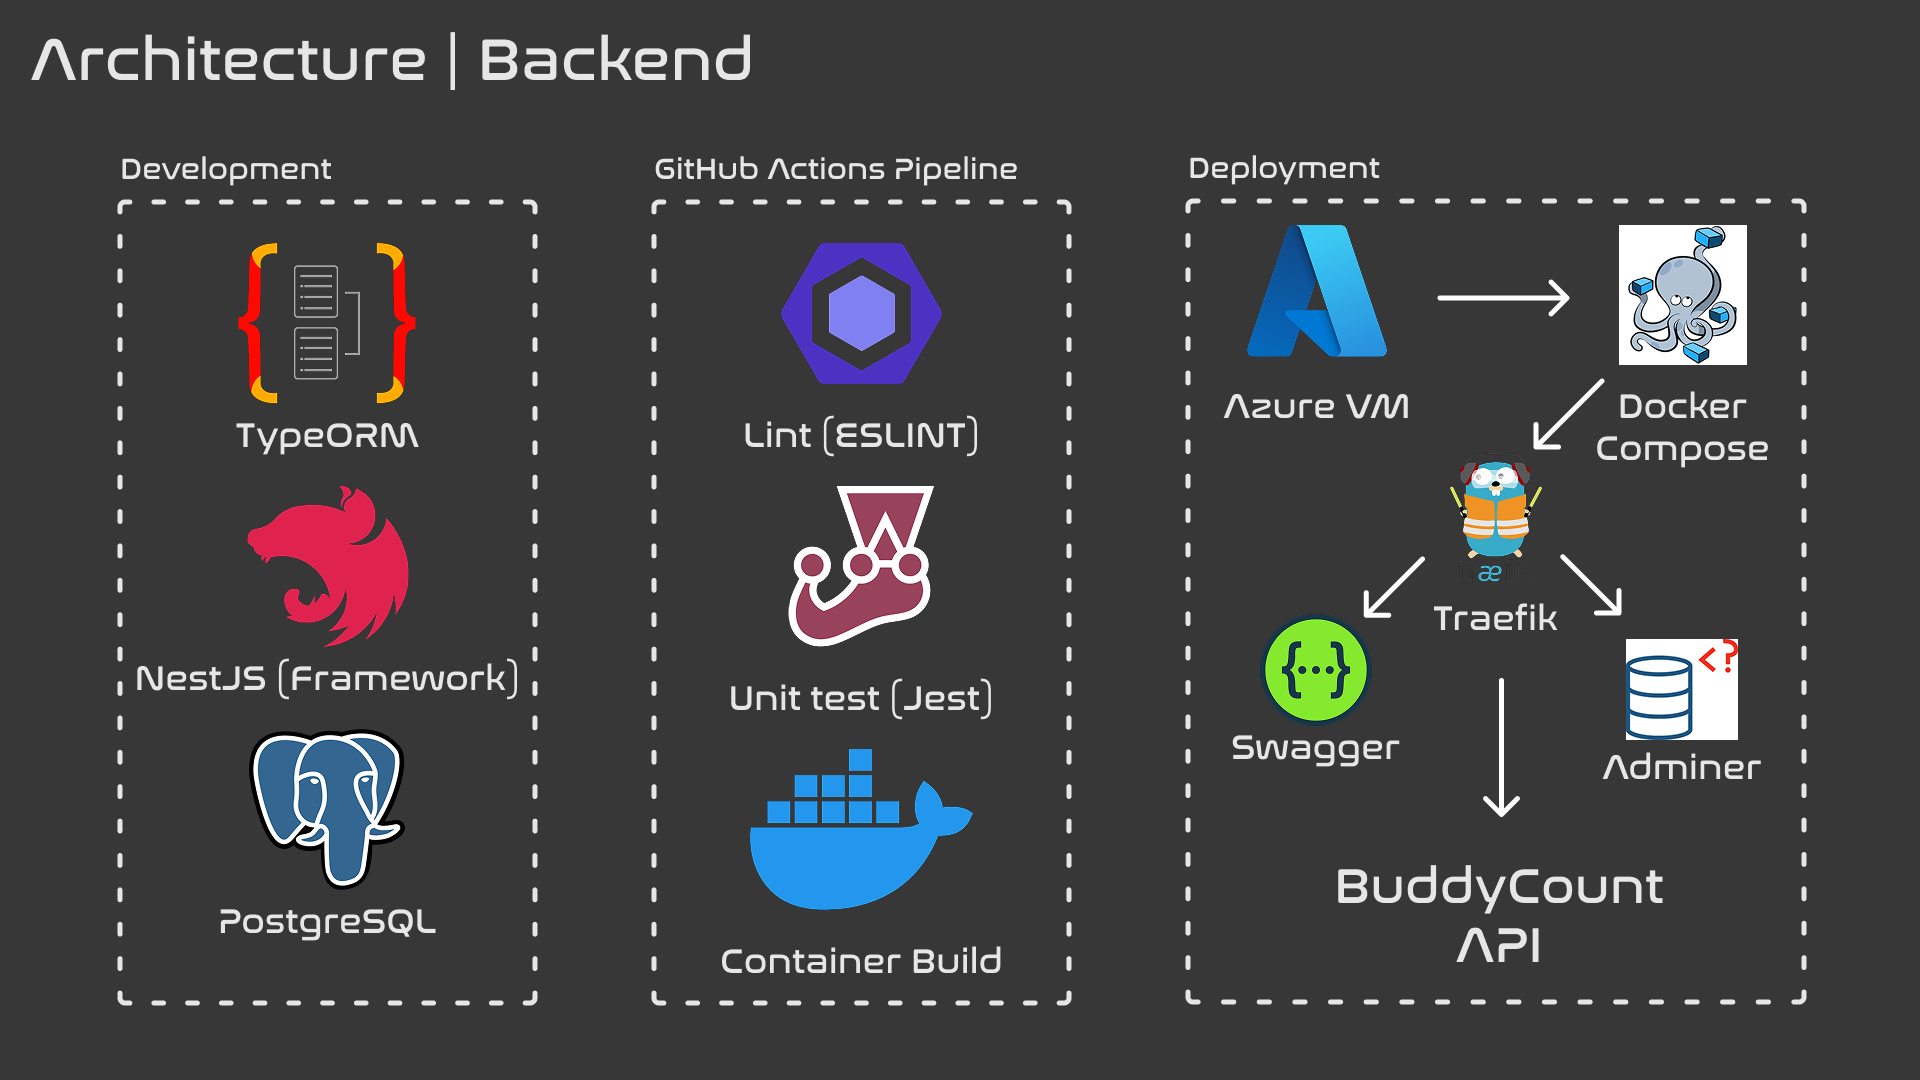 Architecture | Backend
Development
TypeORM
NestJS (Framework)
PostgreSQL
GitHub Actions Pipeline
Lint (ESLINT)
Unit test (Jest)
Container Build
Deployment
Azure VM
Docker
Compose
æ
Traefik
Swagger
{...}
<?
Adminer
BuddyCount
API